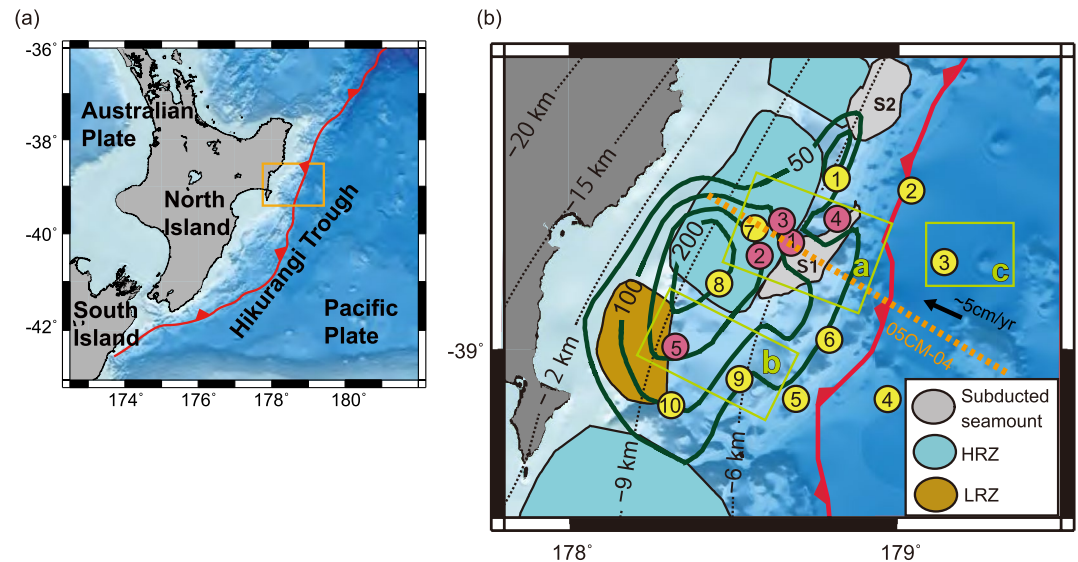 (a)
-36°
-38°
-40°
-42°
174°
176°
178°
180°
Australian
Plate
North
Island
South
Island
Hikurangi Trough
Pacific
Plate
(b)
-20 km
-15 km
-2 km
-9 km
-6 km
50
200
100
S2
S1
1
2
3
4
5
6
7
8
9
10
3
4
1
2
5
a
b
c
~5cm/yr
05CM-04
-39°
178°
179°
Subducted
seamount
HRZ
LRZ